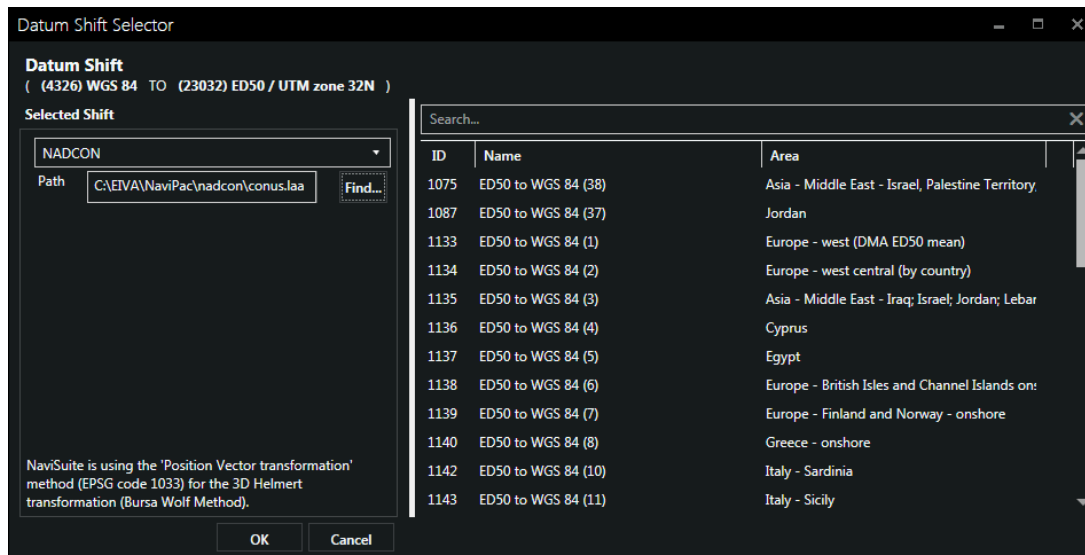 Datum Shift Selector
Datum Shift
( (4326) WGS 84 TO (23032) ED50 / UTM zone 32N )
Selected Shift
NADCON
Path C:\EIVA\NaviPac\nadcon\conus.laa Find...
NaviSuite is using the 'Position Vector transformation'
method (EPSG code 1033) for the 3D Helmert
transformation (Bursa Wolf Method).
OK Cancel
Search...
ID Name Area
1075 ED50 to WGS 84 (38) Asia - Middle East - Israel, Palestine Territory,
1087 ED50 to WGS 84 (37) Jordan
1133 ED50 to WGS 84 (1) Europe - west (DMA ED50 mean)
1134 ED50 to WGS 84 (2) Europe - west central (by country)
1135 ED50 to WGS 84 (3) Asia - Middle East - Iraq; Israel; Jordan; Lebar
1136 ED50 to WGS 84 (4) Cyprus
1137 ED50 to WGS 84 (5) Egypt
1138 ED50 to WGS 84 (6) Europe - British Isles and Channel Islands ons
1139 ED50 to WGS 84 (7) Europe - Finland and Norway - onshore
1140 ED50 to WGS 84 (8) Greece - onshore
1142 ED50 to WGS 84 (10) Italy - Sardinia
1143 ED50 to WGS 84 (11) Italy - Sicily